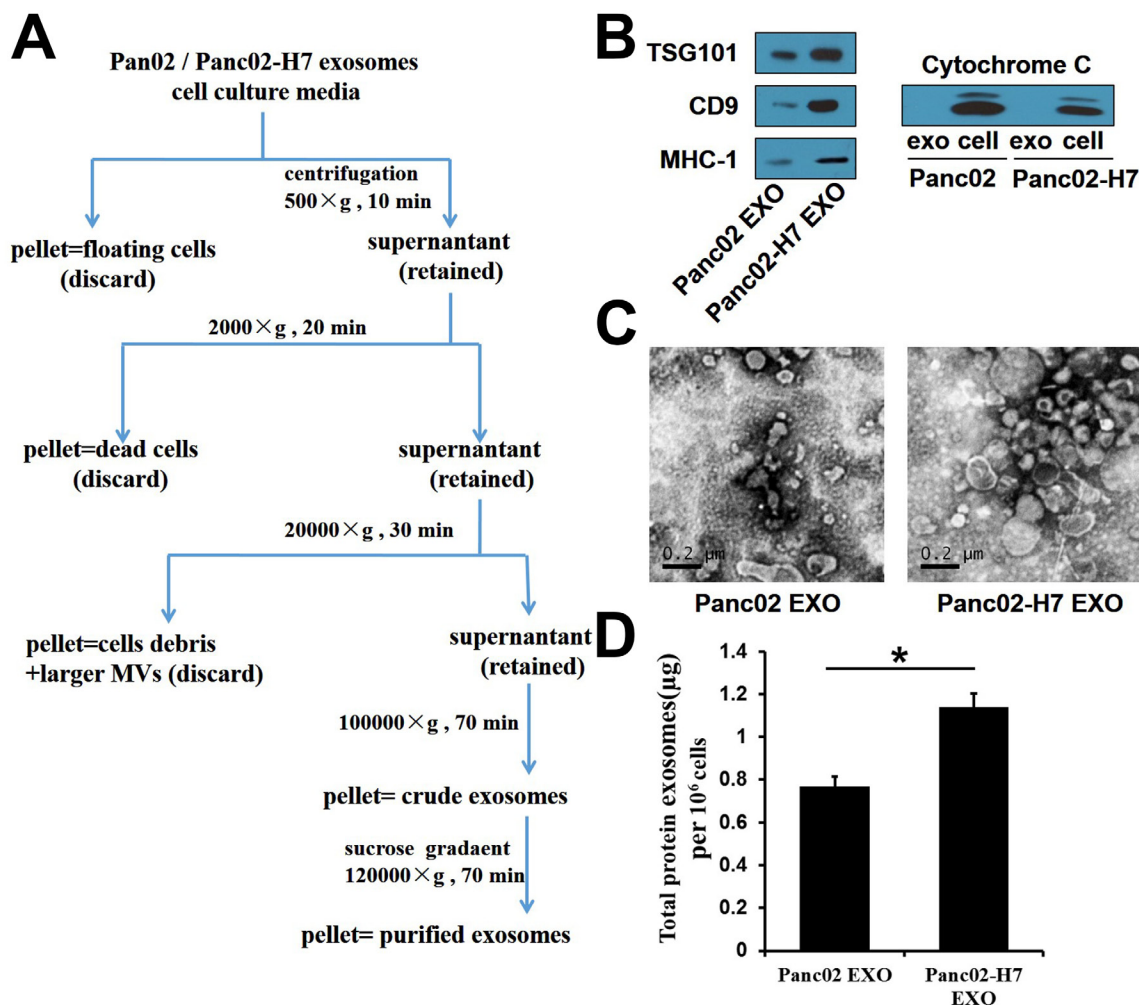 A
Pan02 / Panc02-H7 exosomes
cell culture media
centrifugation
500×g , 10 min
pellet=floating cells
(discard)
supernantant
(retained)
2000×g , 20 min
pellet=dead cells
(discard)
supernantant
(retained)
20000×g , 30 min
pellet=cells debris
+larger MVs (discard)
supernantant
(retained)
100000×g , 70 min
pellet= crude exosomes
sucrose gradaent
120000×g , 70 min
pellet= purified exosomes
B
TSG101
CD9
MHC-1
Panc02 EXO
Panc02-H7 EXO
Cytochrome C
exo cell exo cell
Panc02 Panc02-H7
C
0.2 µm
0.2 µm
Panc02 EXO
Panc02-H7 EXO
D
Total protein exosomes(µg)
per 10⁶ cells
1.4
1.2
1
0.8
0.6
0.4
0.2
0
*
Panc02 EXO
Panc02-H7
EXO